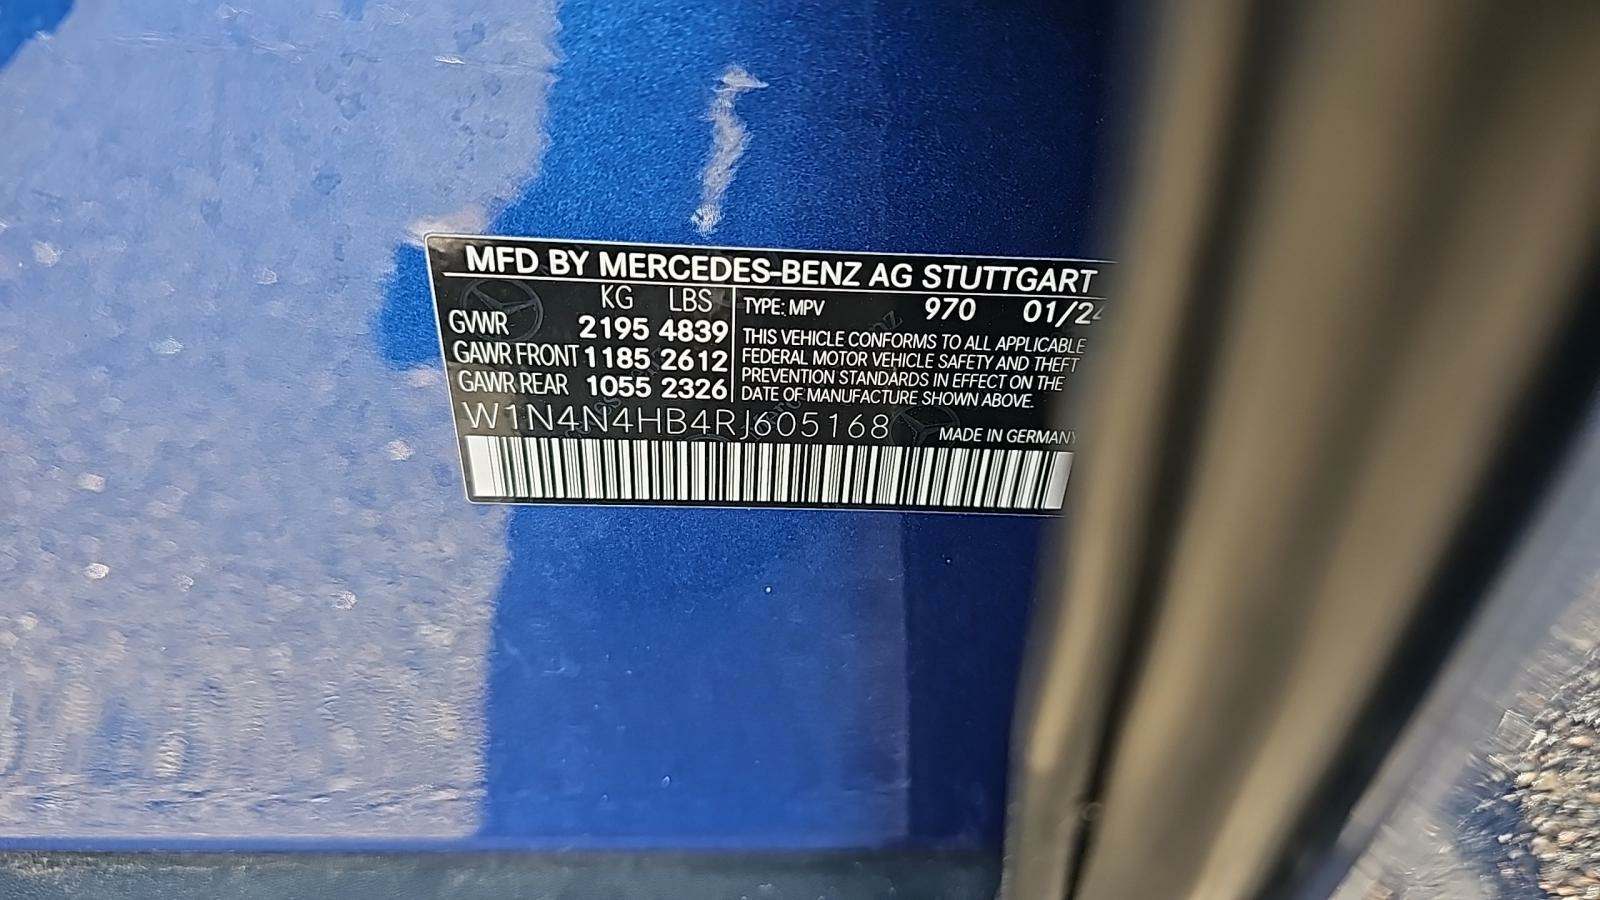 MFD BY MERCEDES-BENZ AG STUTTGART
KG LBS TYPE: MPV 970 01/24
GVWR 2195 4839
GAWR FRONT 1185 2612
GAWR REAR 1055 2326
THIS VEHICLE CONFORMS TO ALL APPLICABLE
FEDERAL MOTOR VEHICLE SAFETY AND THEFT
PREVENTION STANDARDS IN EFFECT ON THE
DATE OF MANUFACTURE SHOWN ABOVE.
W1N4N4HB4RJ605168
MADE IN GERMANY